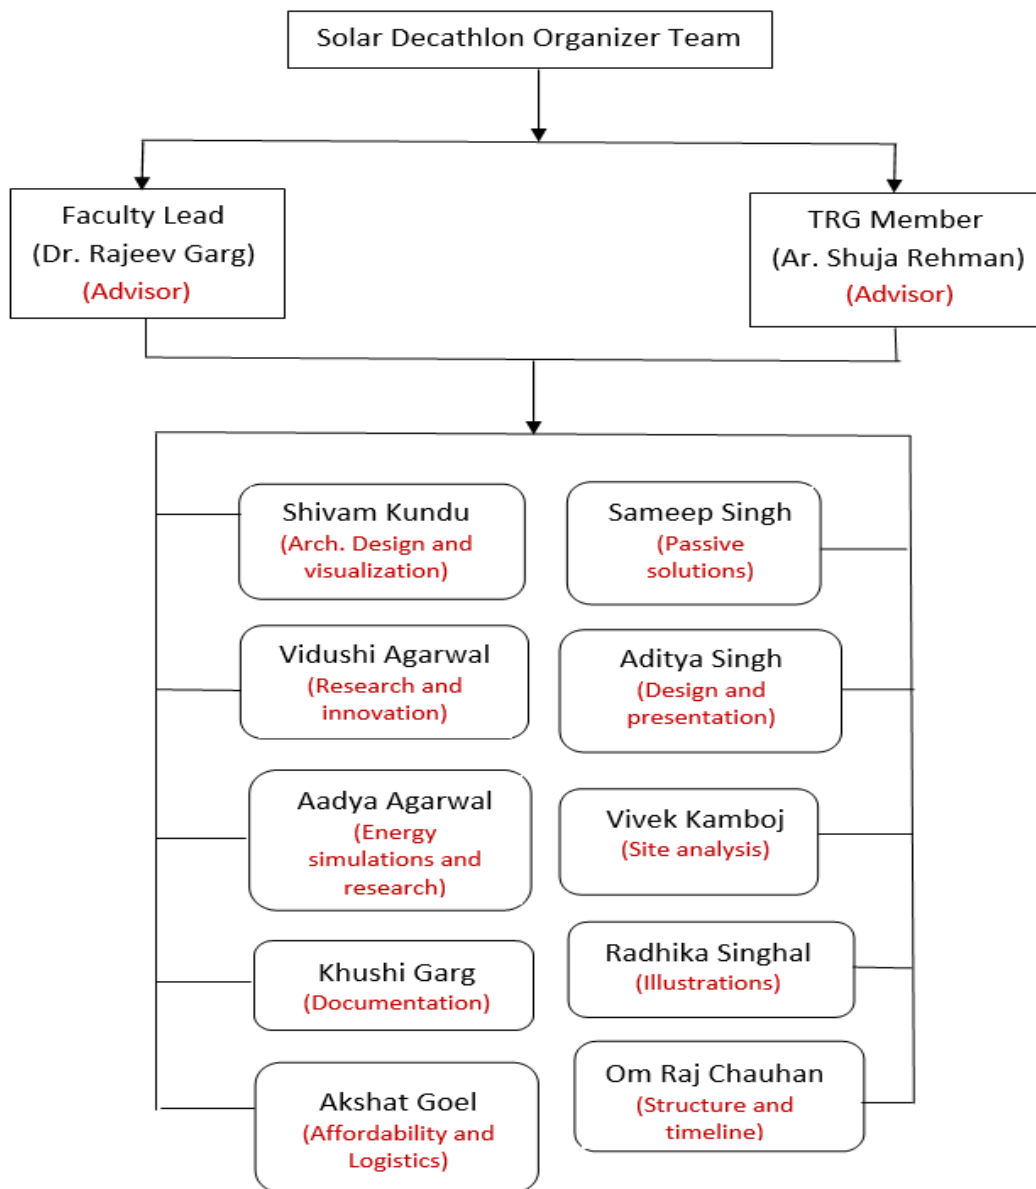 Solar Decathlon Organizer Team
Faculty Lead
(Dr. Rajeev Garg)
(Advisor)
TRG Member
(Ar. Shuja Rehman)
(Advisor)
Shivam Kundu
(Arch. Design and
visualization)
Sameep Singh
(Passive
solutions)
Vidushi Agarwal
(Research and
innovation)
Aditya Singh
(Design and
presentation)
Aadya Agarwal
(Energy
simulations and
research)
Vivek Kamboj
(Site analysis)
Khushi Garg
(Documentation)
Radhika Singhal
(Illustrations)
Akshat Goel
(Affordability and
Logistics)
Om Raj Chauhan
(Structure and
timeline)